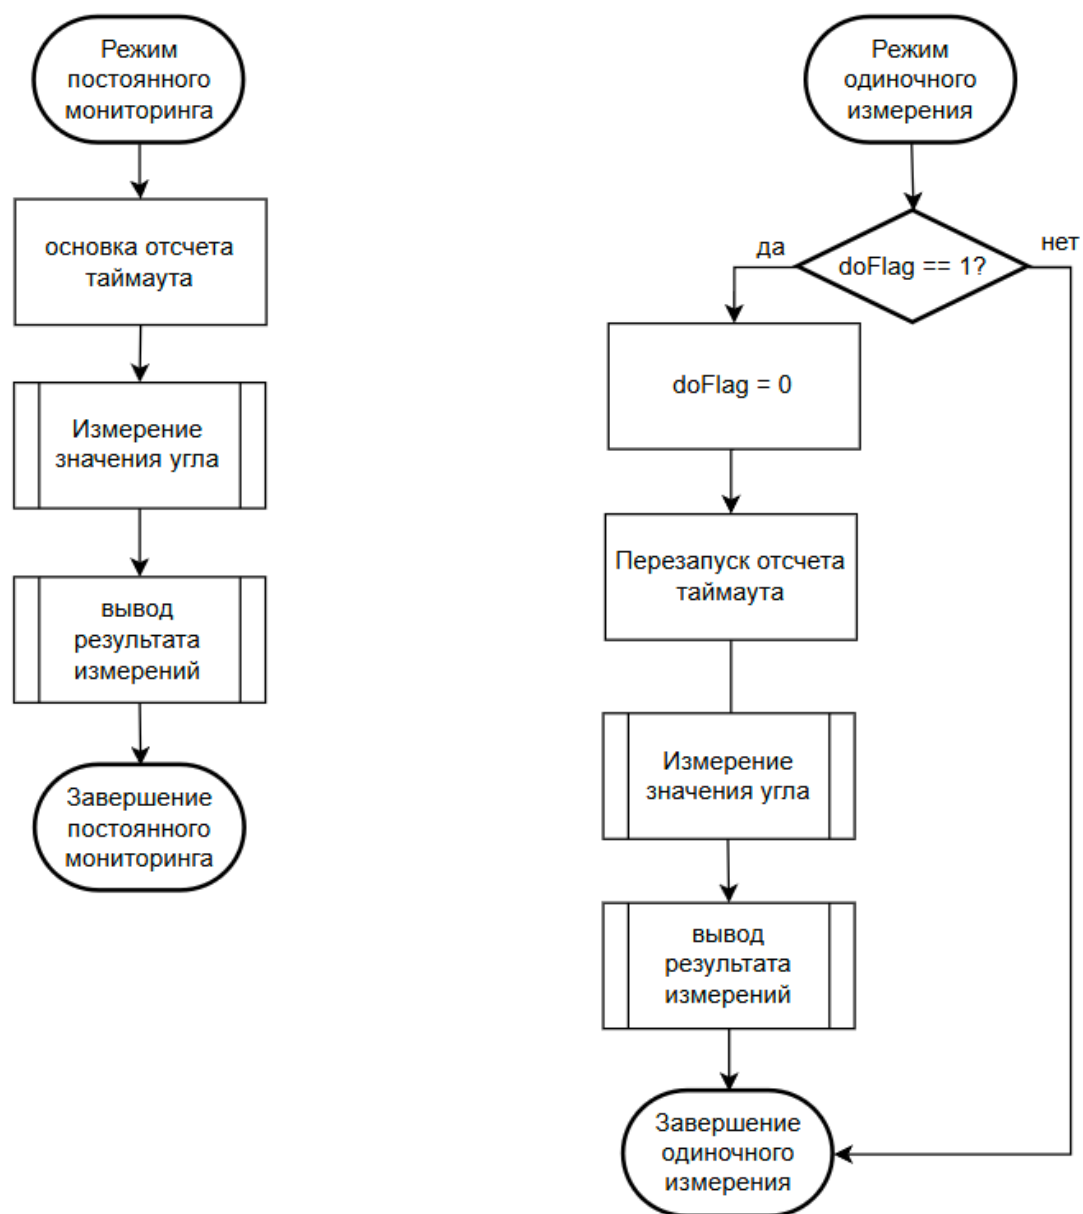 Режим
постоянного
мониторинга
основка отсчета
таймаута
Измерение
значения угла
вывод
результата
измерений
Завершение
постоянного
мониторинга
Режим
одиночного
измерения
doFlag == 1?
да
нет
doFlag = 0
Перезапуск отсчета
таймаута
Измерение
значения угла
вывод
результата
измерений
Завершение
одиночного
измерения